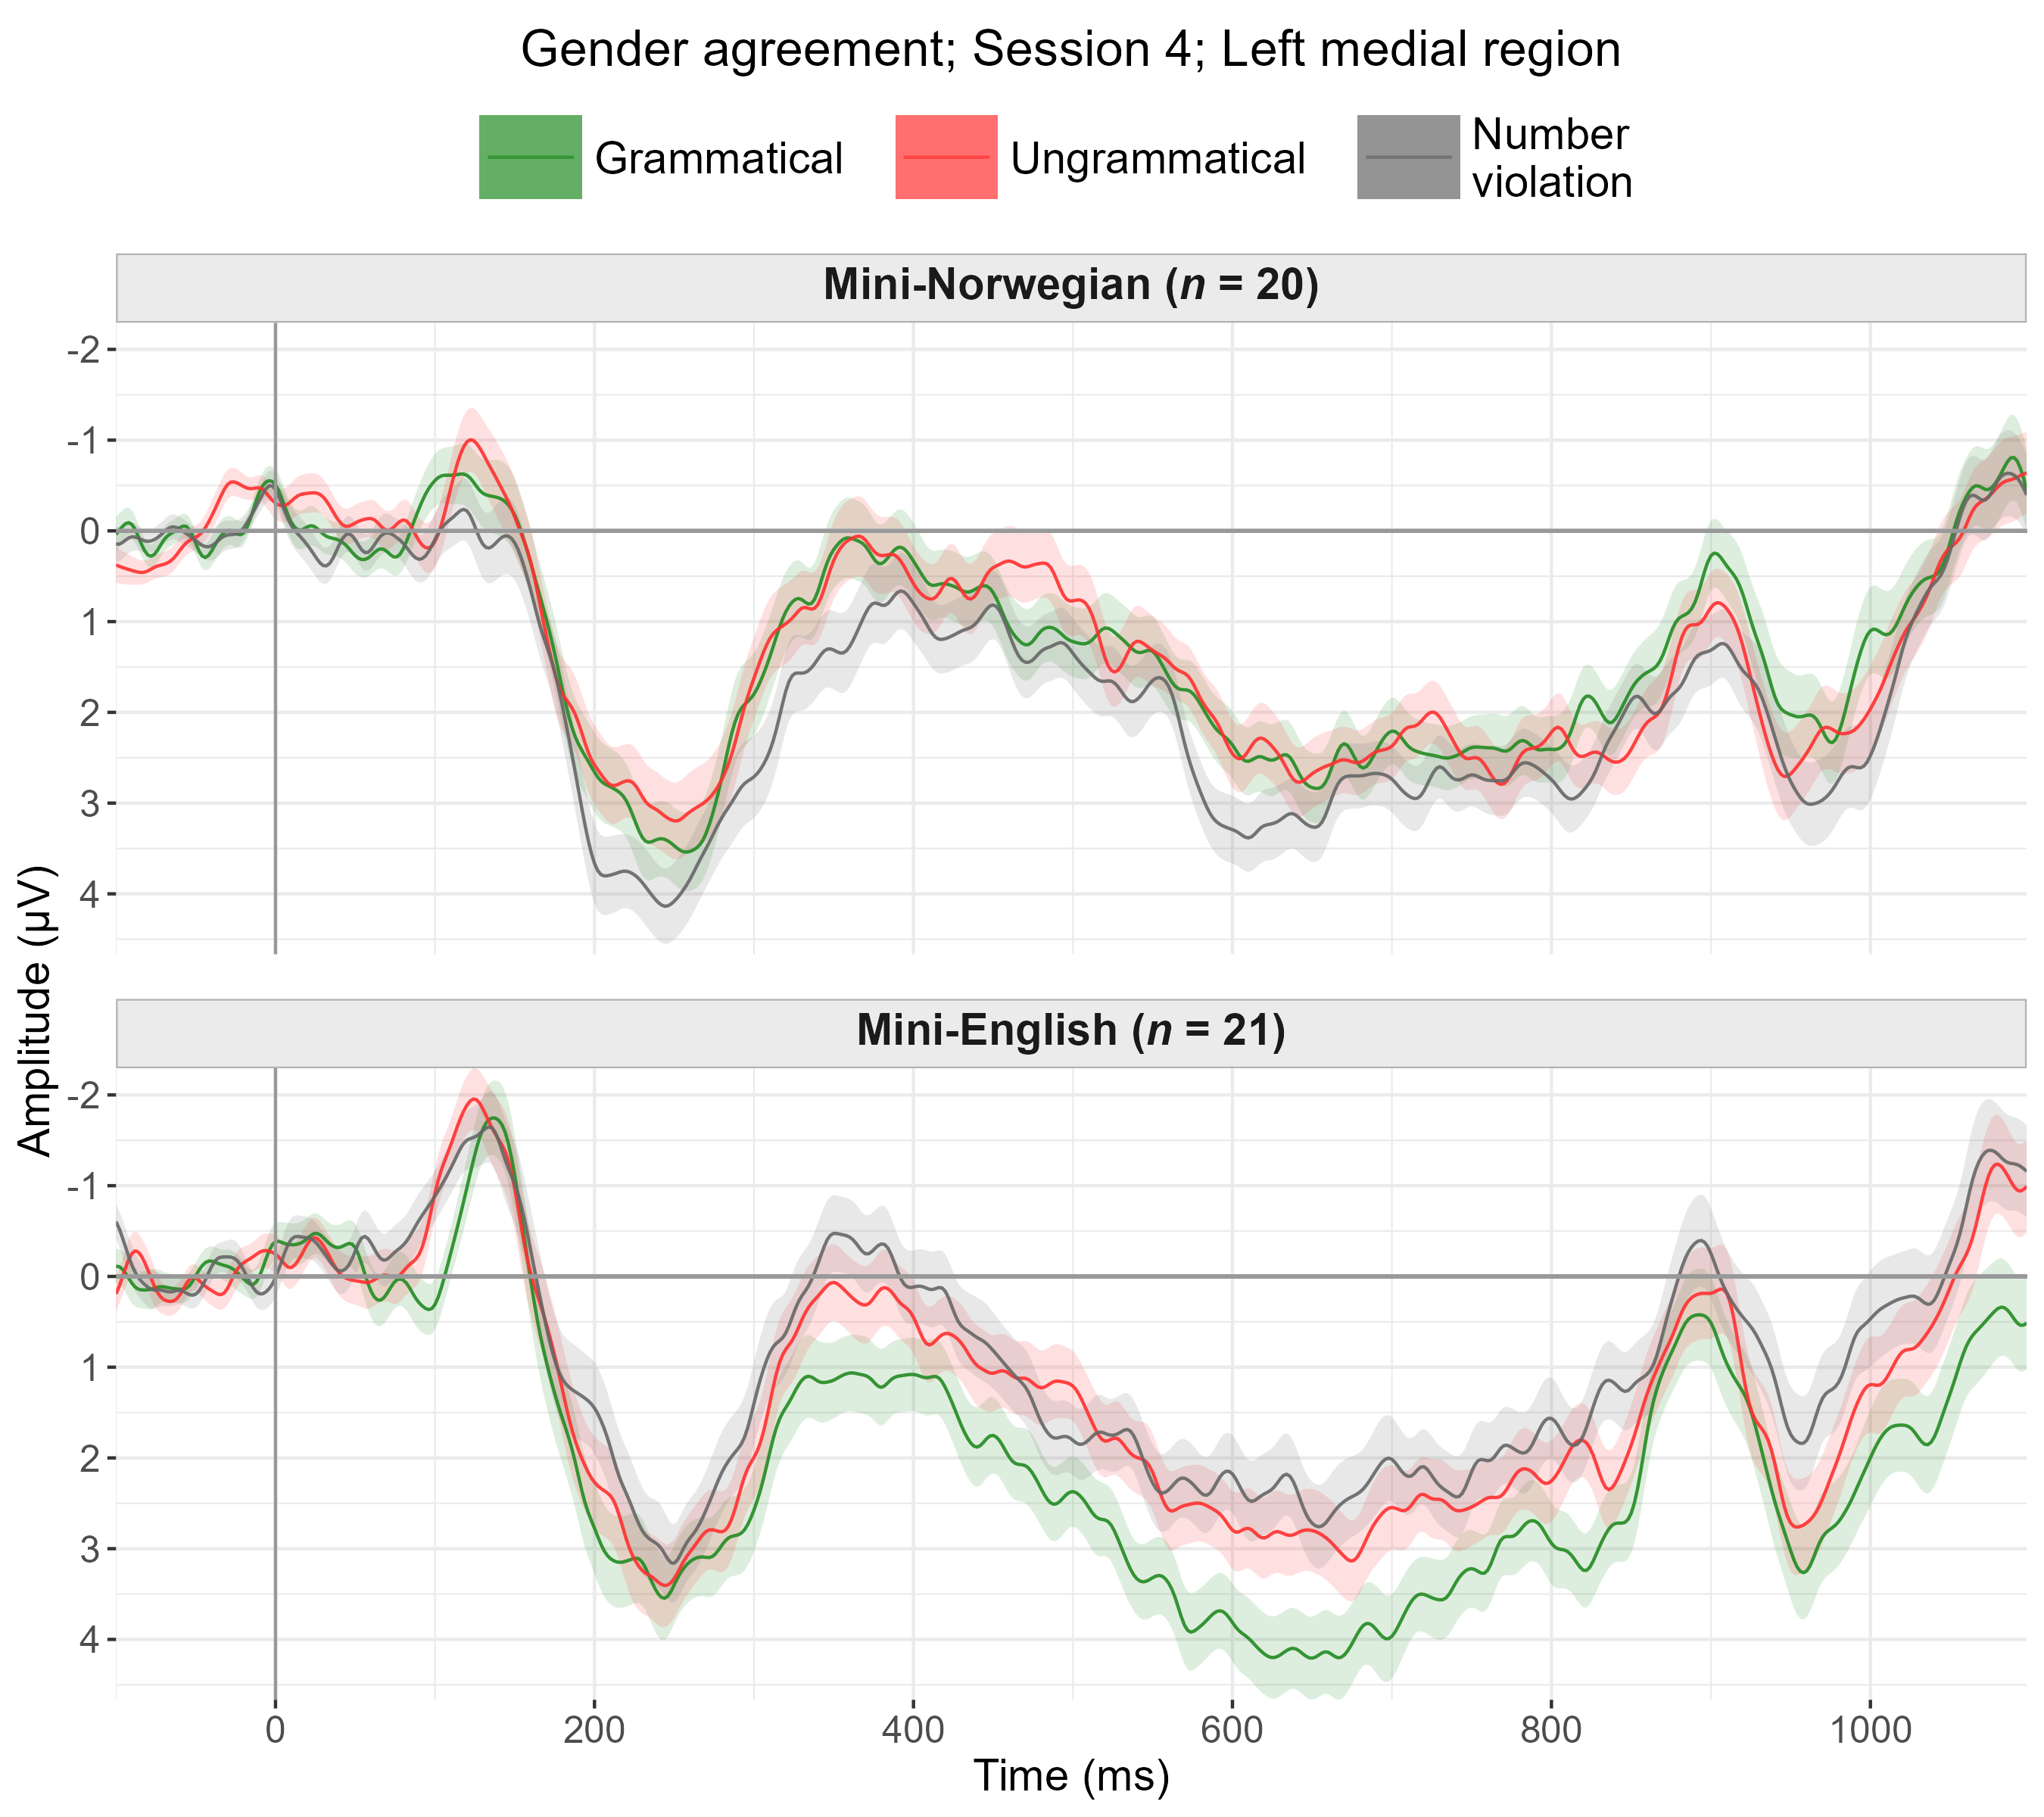 Gender agreement; Session 4; Left medial region
Grammatical
Ungrammatical
Number
violation
Mini-Norwegian (n = 20)
-2
-1
0
1
2
3
4
Amplitude (µV)
Mini-English (n = 21)
-2
-1
0
1
2
3
4
0 200 400 600 800 1000
Time (ms)